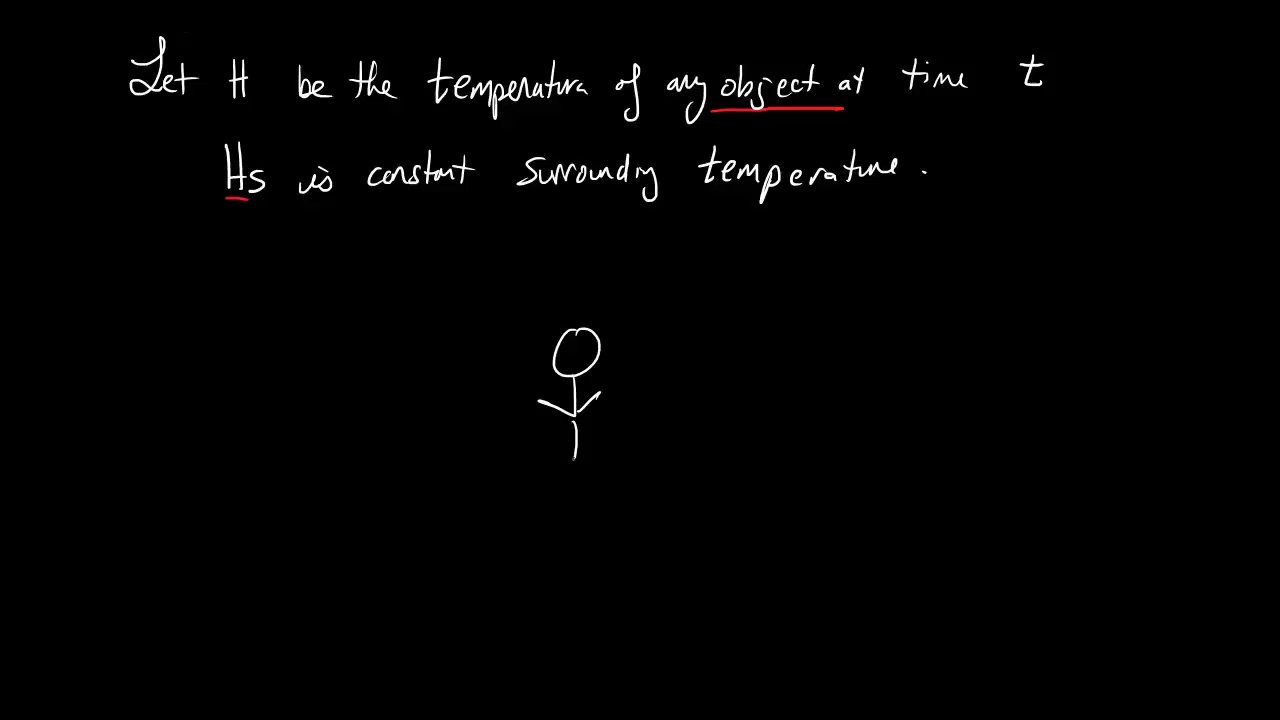 Let H be the temperature of any object at time t
Hs is constant surrounding temperature.